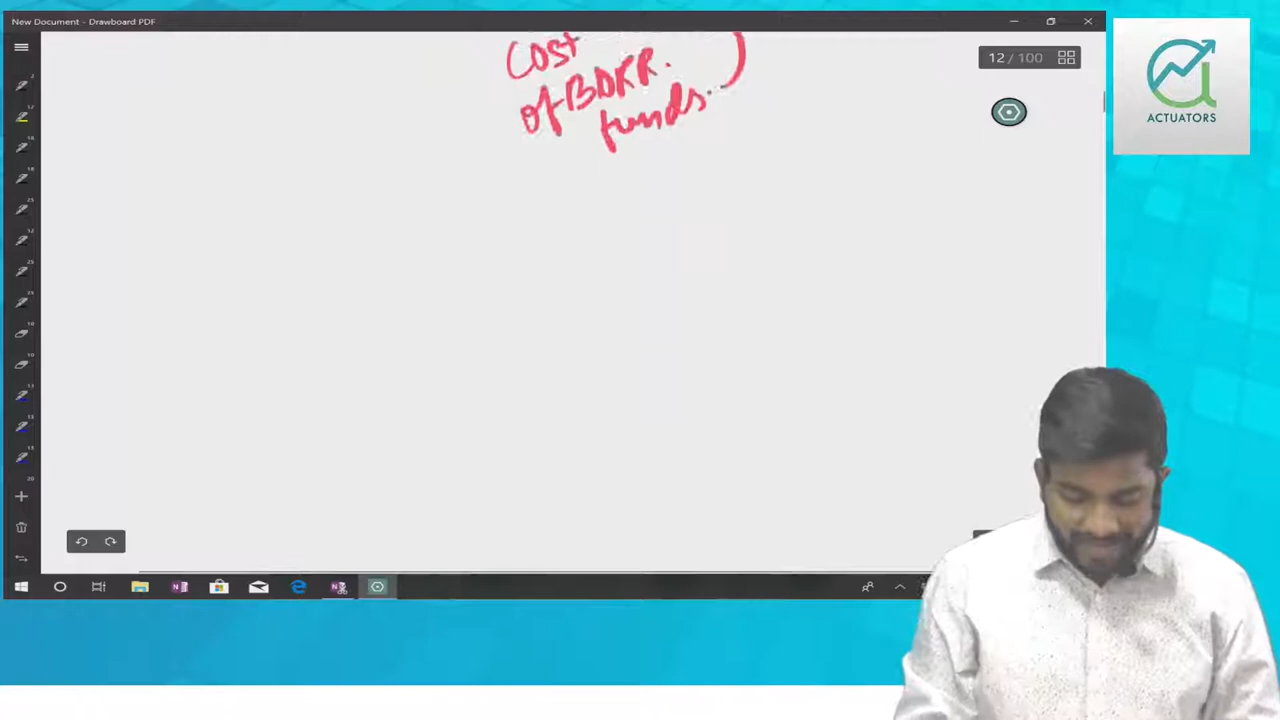 New Document - Drawboard PDF
12 / 100
ACTUATORS
Cost
of BORR.
funds.